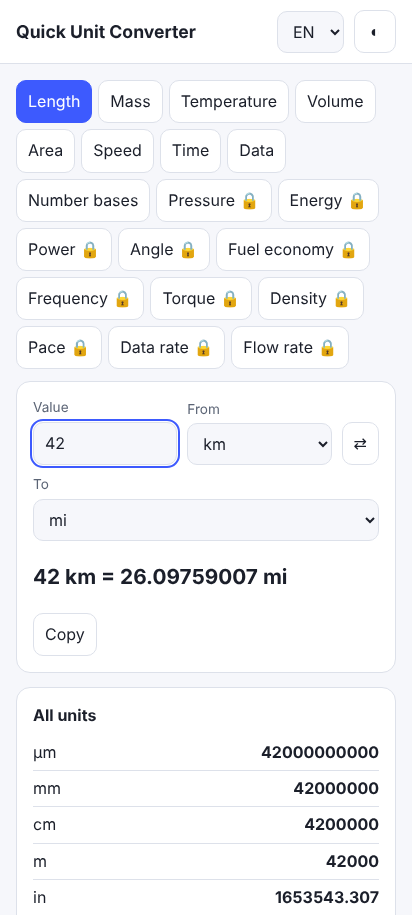 Quick Unit Converter
EN
Length Mass Temperature Volume
Area Speed Time Data
Number bases Pressure 🔒 Energy 🔒
Power 🔒 Angle 🔒 Fuel economy 🔒
Frequency 🔒 Torque 🔒 Density 🔒
Pace 🔒 Data rate 🔒 Flow rate 🔒
Value From
42 km ⇄
To
mi
42 km = 26.09759007 mi
Copy
All units
µm 42000000000
mm 42000000
cm 4200000
m 42000
in 1653543.307